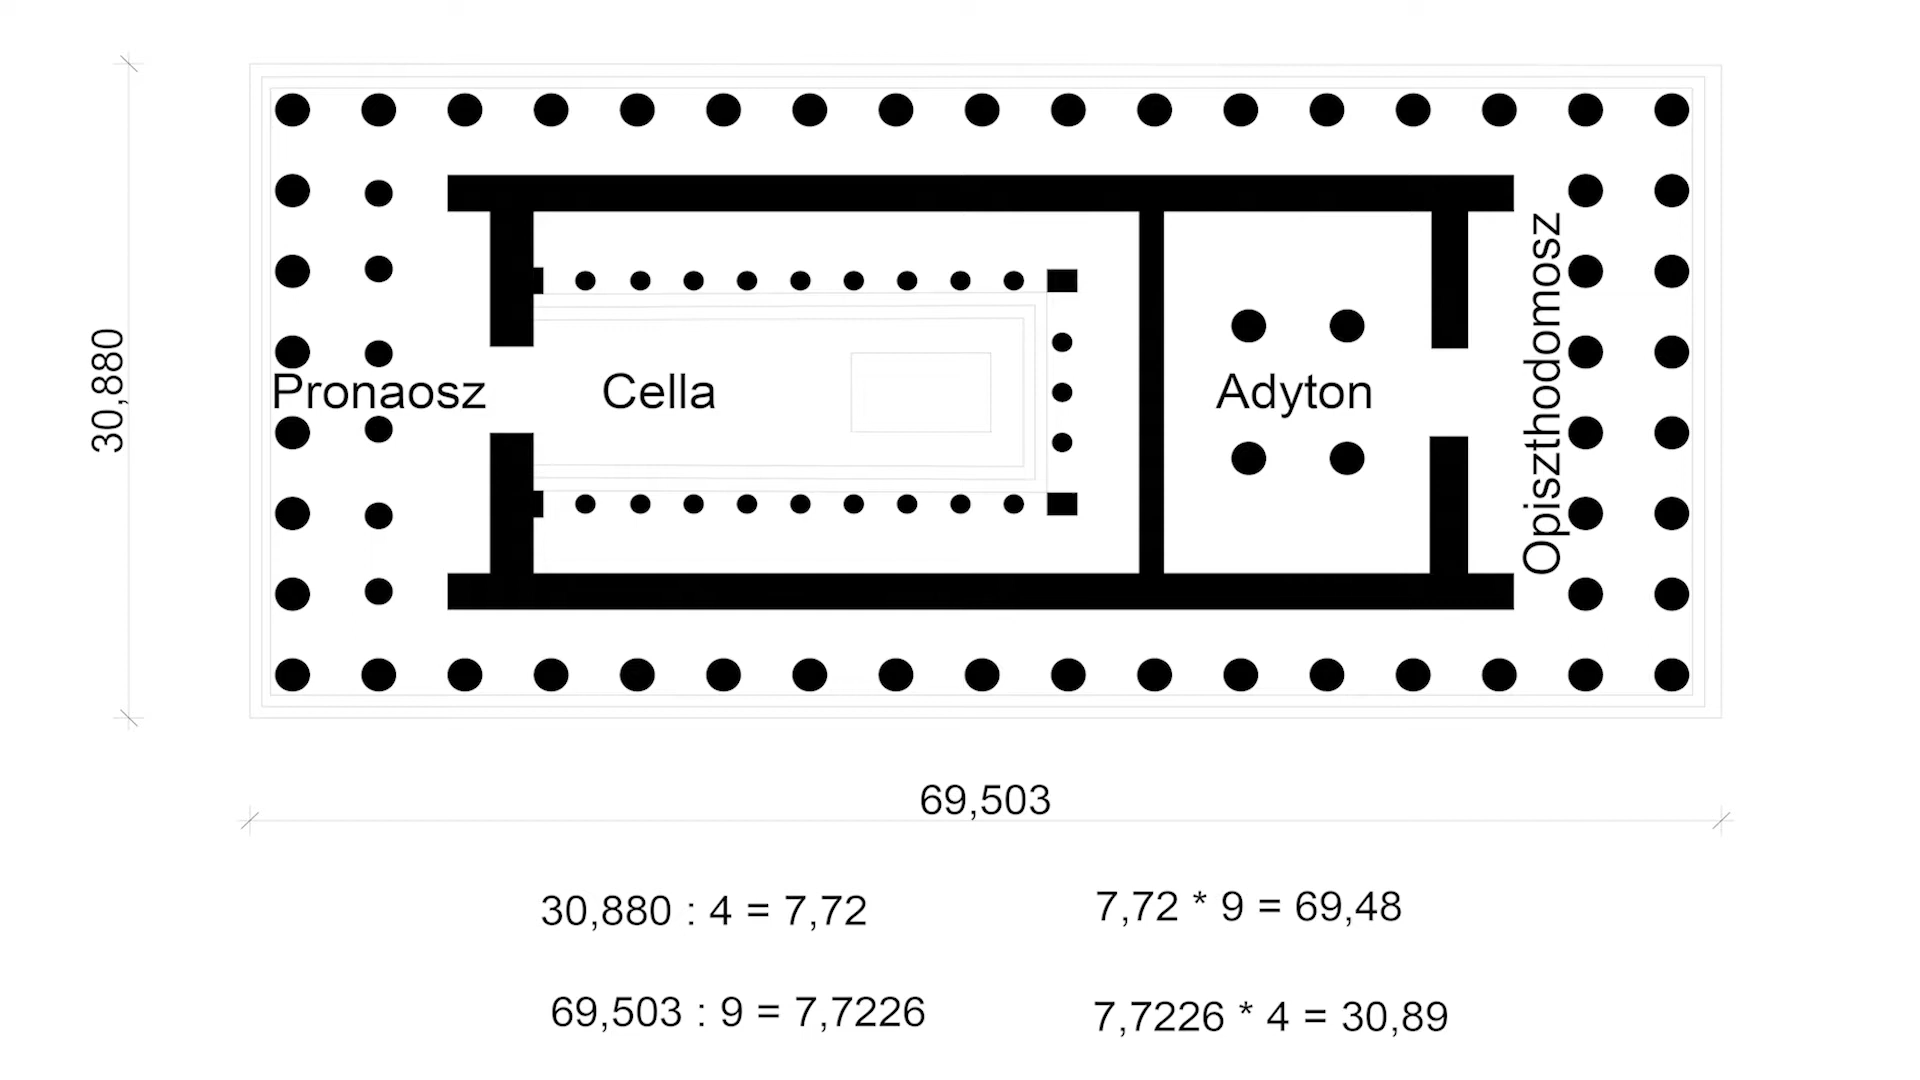 30,880
Pronaosz
Cella
Adyton
Opiszthodomosz
69,503
30,880 : 4 = 7,72
7,72 * 9 = 69,48
69,503 : 9 = 7,7226
7,7226 * 4 = 30,89